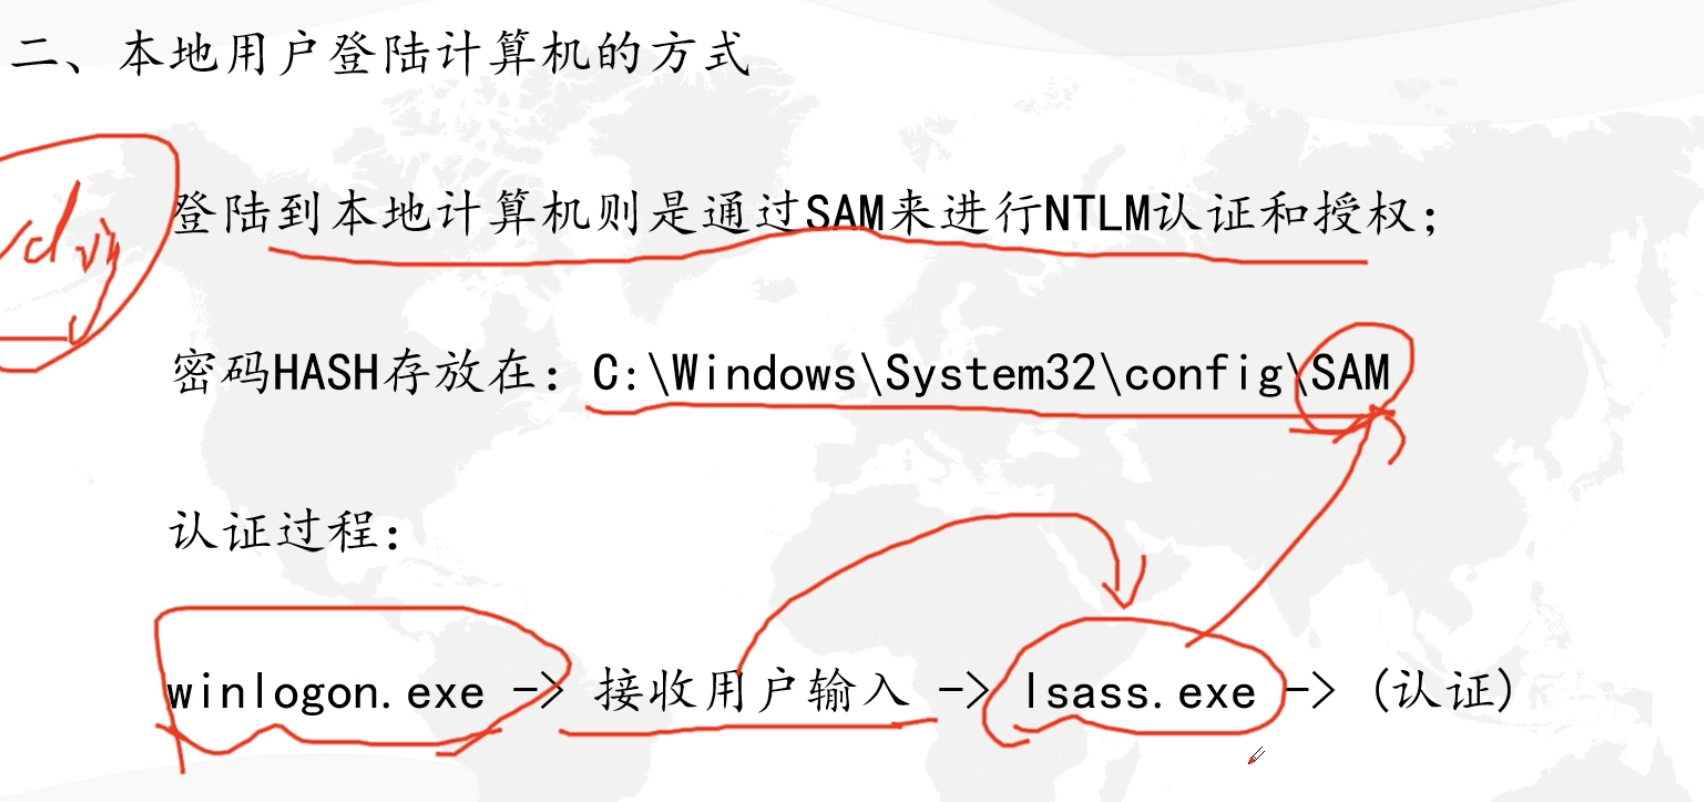 二、本地用户登陆计算机的方式
登陆到本地计算机则是通过SAM来进行NTLM认证和授权；
密码HASH存放在：C:\Windows\System32\config\SAM
认证过程：
winlogon.exe -> 接收用户输入 -> lsass.exe -> (认证)